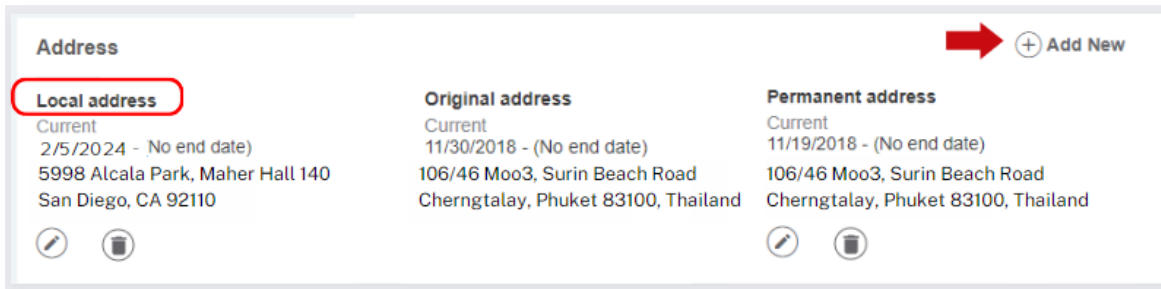 Address
Add New
Local address
Current
2/5/2024 - No end date)
5998 Alcala Park, Maher Hall 140
San Diego, CA 92110
Original address
Current
11/30/2018 - (No end date)
106/46 Moo3, Surin Beach Road
Cherngtalay, Phuket 83100, Thailand
Permanent address
Current
11/19/2018 - (No end date)
106/46 Moo3, Surin Beach Road
Cherngtalay, Phuket 83100, Thailand